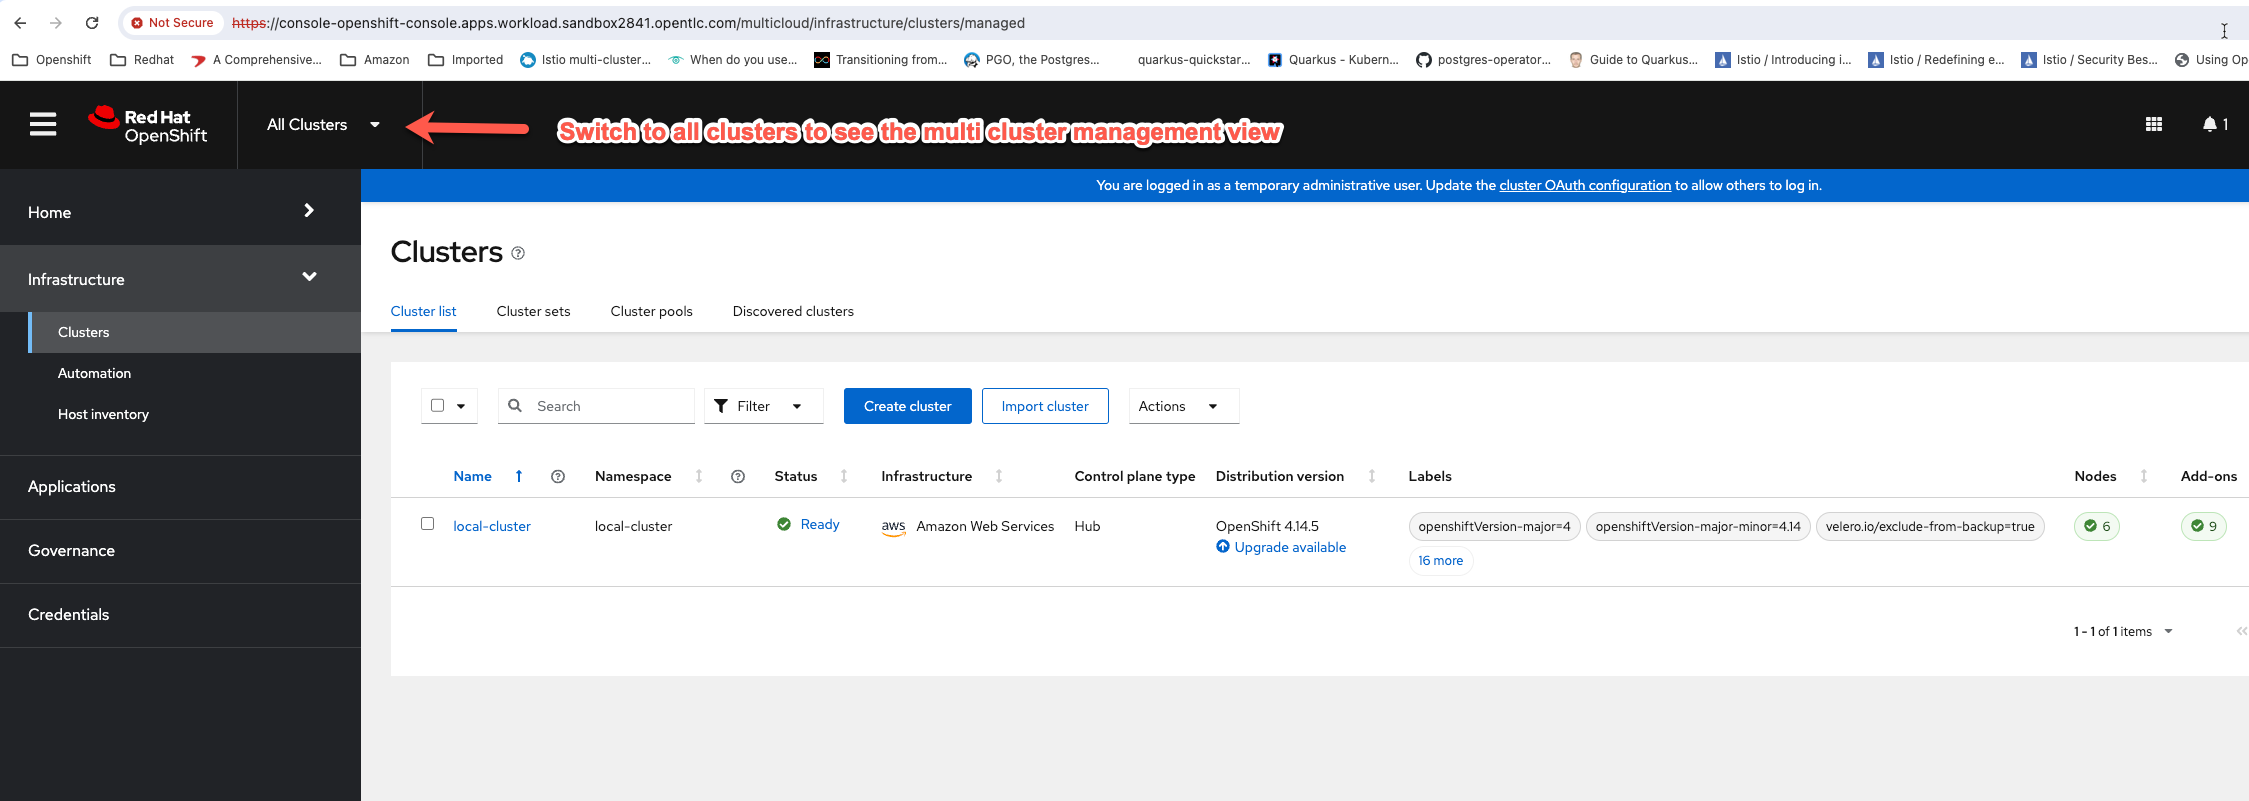 Not Secure https://console-openshift-console.apps.workload.sandbox2841.opentlc.com/multicloud/infrastructure/clusters/managed
Openshift Redhat A Comprehensive... Amazon Imported Istio multi-cluster... When do you use... Transitioning from... PGO, the Postgres... quarkus-quickstar... Quarkus - Kubern... postgres-operator... Guide to Quarkus... Istio / Introducing i... Istio / Redefining e... Istio / Security Bes... Using Op
Red Hat
OpenShift
All Clusters
Switch to all clusters to see the multi cluster management view
1
You are logged in as a temporary administrative user. Update the cluster OAuth configuration to allow others to log in.
Home
Infrastructure
Clusters
Automation
Host inventory
Applications
Governance
Credentials
Clusters
Cluster list Cluster sets Cluster pools Discovered clusters
Search Filter Create cluster Import cluster Actions
Name Namespace Status Infrastructure Control plane type Distribution version Labels Nodes Add-ons
local-cluster local-cluster Ready aws Amazon Web Services Hub OpenShift 4.14.5 openshiftVersion-major=4 openshiftVersion-major-minor=4.14 velero.io/exclude-from-backup=true 6 9
Upgrade available
16 more
1 - 1 of 1 items